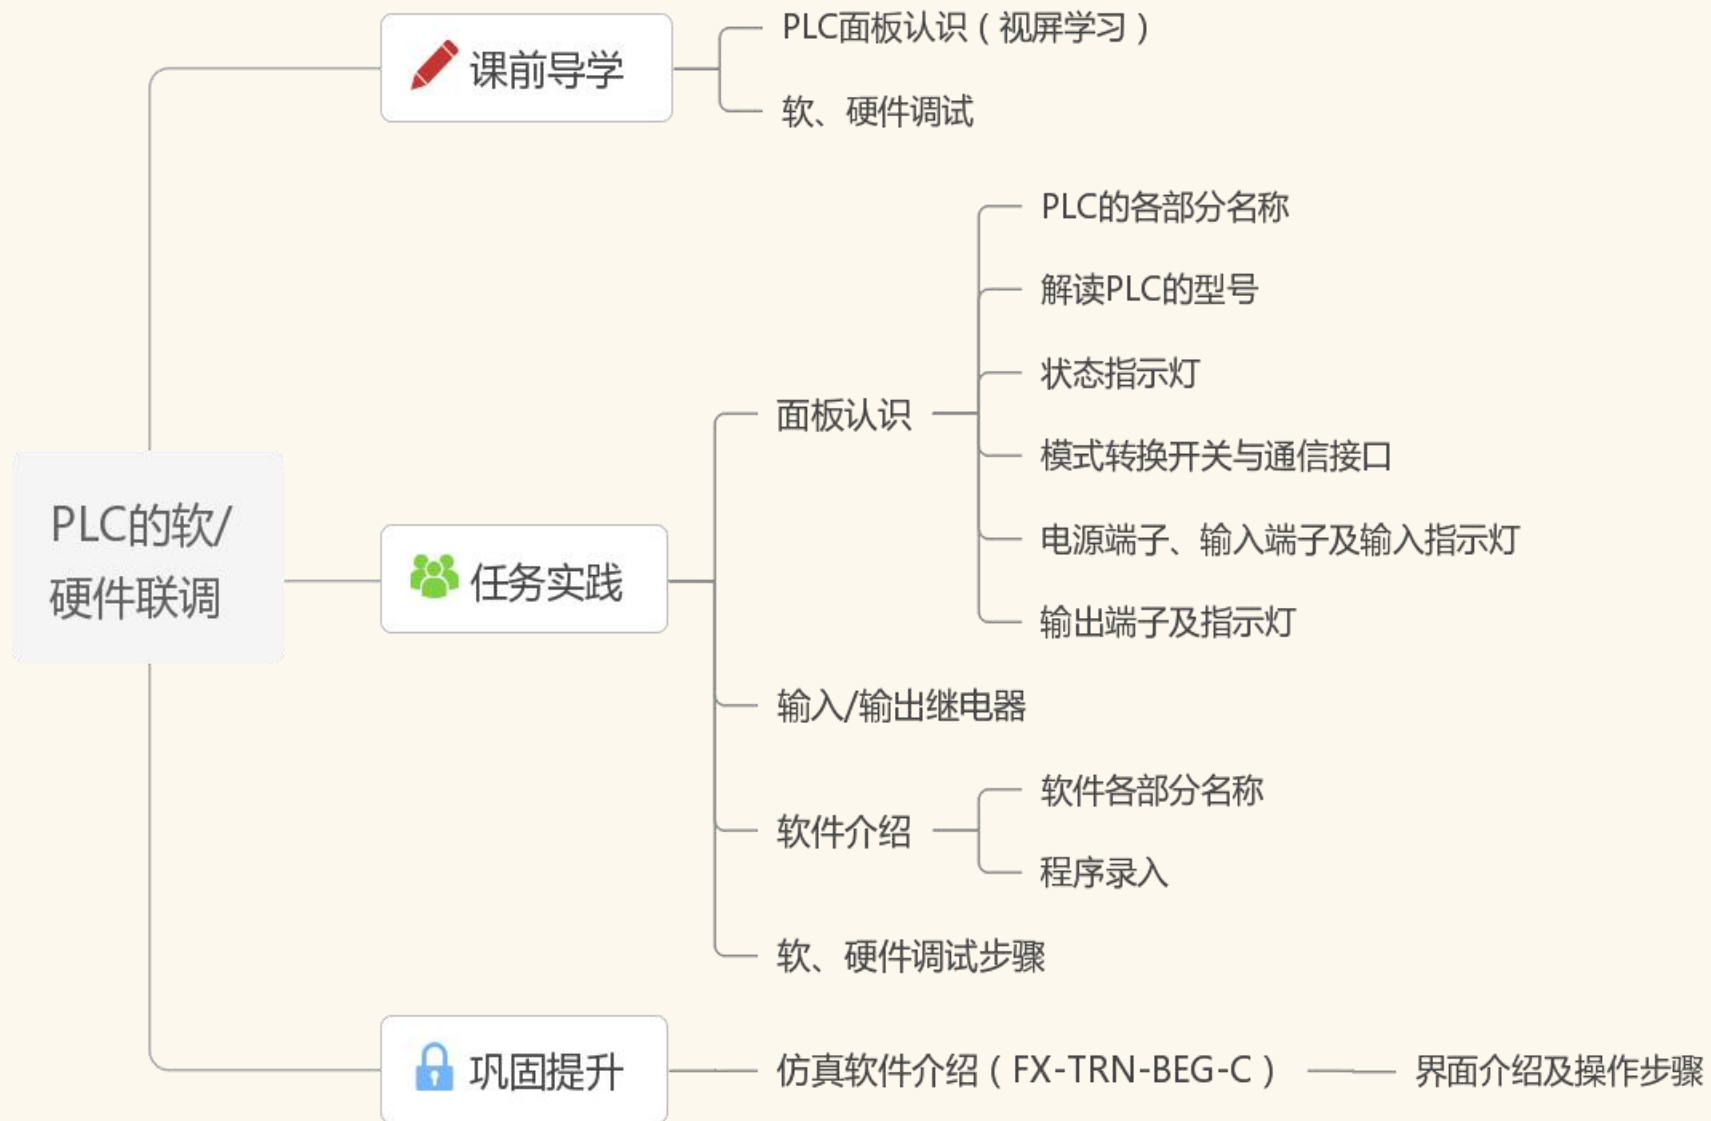 PLC的软/
硬件联调
课前导学
PLC面板认识（视屏学习）
软、硬件调试
任务实践
面板认识
PLC的各部分名称
解读PLC的型号
状态指示灯
模式转换开关与通信接口
电源端子、输入端子及输入指示灯
输出端子及指示灯
输入/输出继电器
软件介绍
软件各部分名称
程序录入
软、硬件调试步骤
巩固提升
仿真软件介绍（FX-TRN-BEG-C）
界面介绍及操作步骤